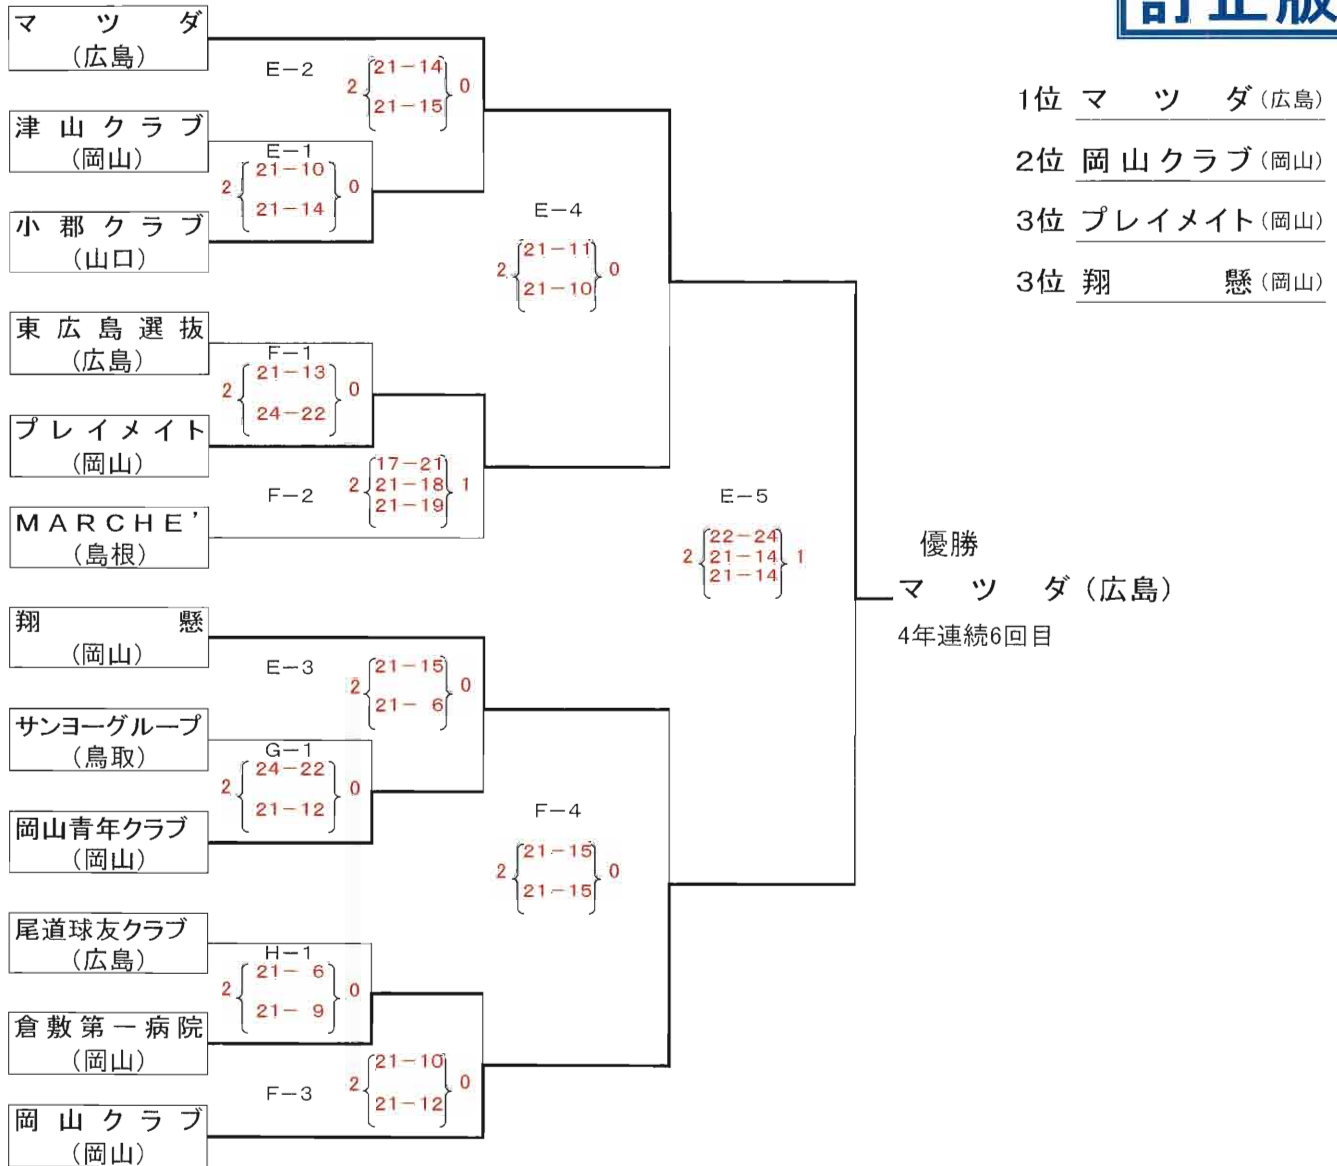 訂正版
マツダ
(広島)
E-2
2 21-14 0
21-15
津山クラブ
(岡山)
E-1
2 21-10 0
21-14
小郡クラブ
(山口)
E-4
2 21-11 0
21-10
東広島選抜
(広島)
F-1
2 21-13 0
24-22
プレイメイト
(岡山)
F-2
2 17-21 1
21-18
21-19
MARCHE'
(島根)
E-5
2 22-24 1
21-14
21-14
翔懸
(岡山)
E-3
2 21-15 0
21- 6
サンヨーグループ
(鳥取)
G-1
2 24-22 0
21-12
岡山青年クラブ
(岡山)
F-4
2 21-15 0
21-15
尾道球友クラブ
(広島)
H-1
2 21- 6 0
21- 9
倉敷第一病院
(岡山)
F-3
2 21-10 0
21-12
岡山クラブ
(岡山)
1位 マツダ(広島)
2位 岡山クラブ(岡山)
3位 プレイメイト(岡山)
3位 翔懸(岡山)
優勝
マツダ(広島)
4年連続6回目